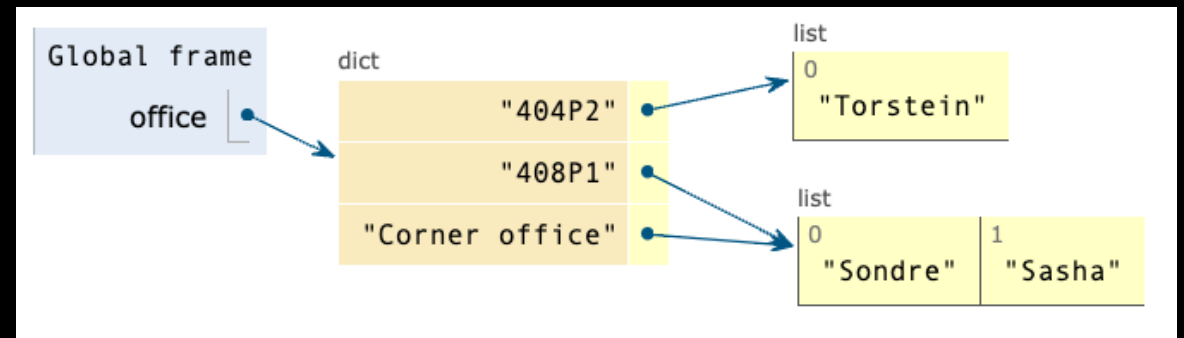 Global frame
office
dict
"404P2"
"408P1"
"Corner office"
list
0
"Torstein"
list
0 1
"Sondre" "Sasha"